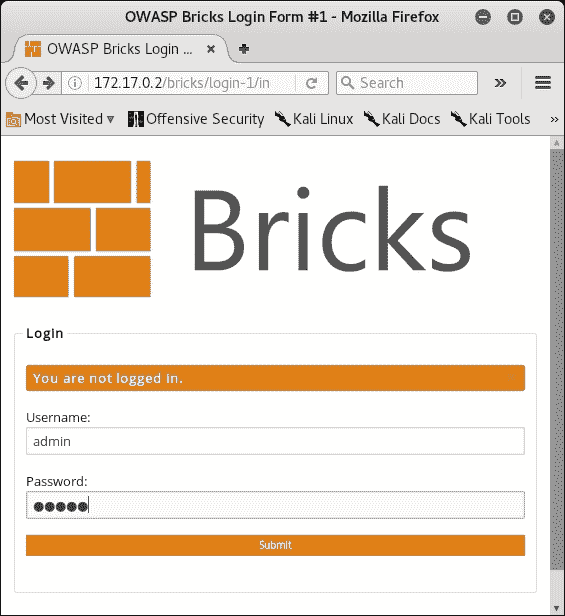 OWASP Bricks Login Form #1 - Mozilla Firefox
OWASP Bricks Login ...
172.17.0.2/bricks/login-1/in
Search
Most Visited
Offensive Security
Kali Linux
Kali Docs
Kali Tools
Bricks
Login
You are not logged in.
Username:
admin
Password:
Submit